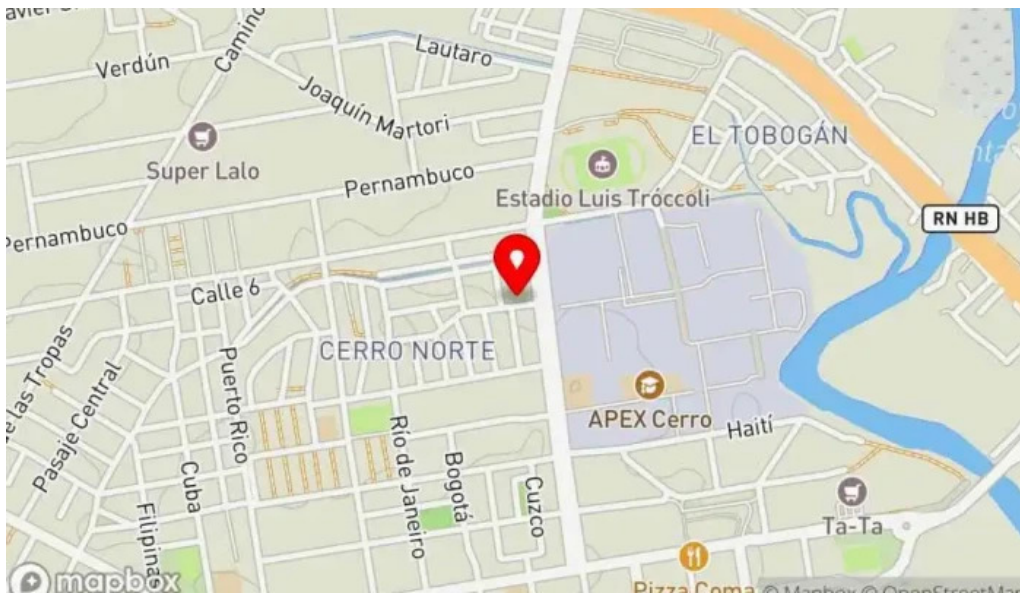 Verdún
Camino
Lautaro
Joaquín Martori
EL TOBOGÁN
Super Lalo
Pernambuco
Estadio Luis Tróccoli
RN HB
Pernambuco
Calle 6
CERRO NORTE
las Tropas
Pasaje Central
Puerto Rico
APEX Cerro
Haití
Río de Janeiro
Bogotá
Cuzco
Cuba
Filipinas
Ta-Ta
Pizza Coma
mapbox
© Mapbox © OpenStreetMap